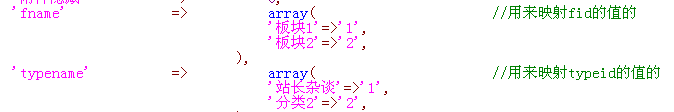 'fname' => array( //用来映射fid的值的
'板块1'=>'1',
'板块2'=>'2',
),
'typename' => array( //用来映射typeid的值的
'站长杂谈'=>'1',
'分类2'=>'2',